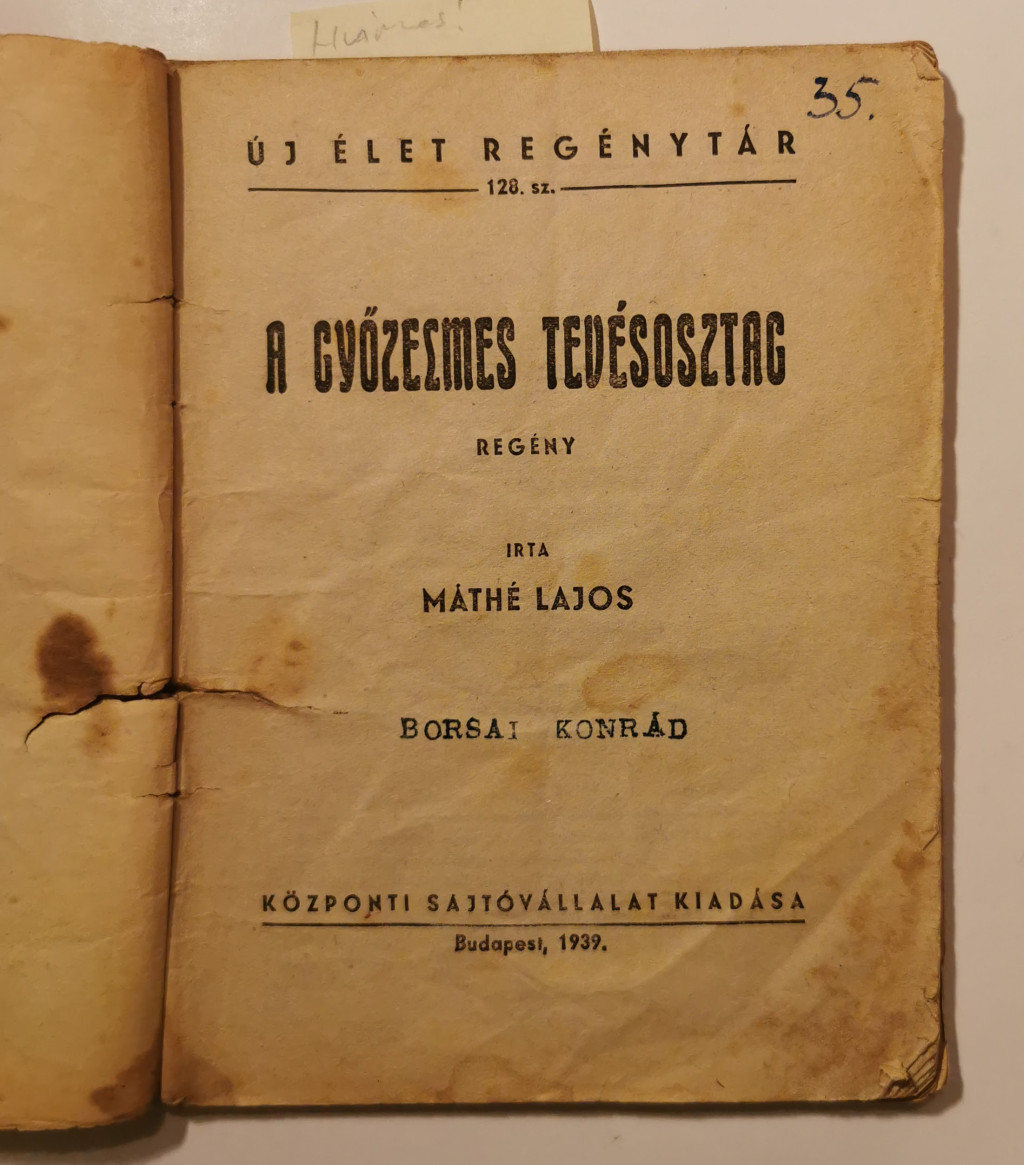 Hiányos!
35.
ÚJ ÉLET REGÉNYTÁR
128. sz.
A GYŐZELMES TEVÉSOSZTAG
REGÉNY
IRTA
MÁTHÉ LAJOS
BORSAI KONRÁD
KÖZPONTI SAJTÓVÁLLALAT KIADÁSA
Budapest, 1939.